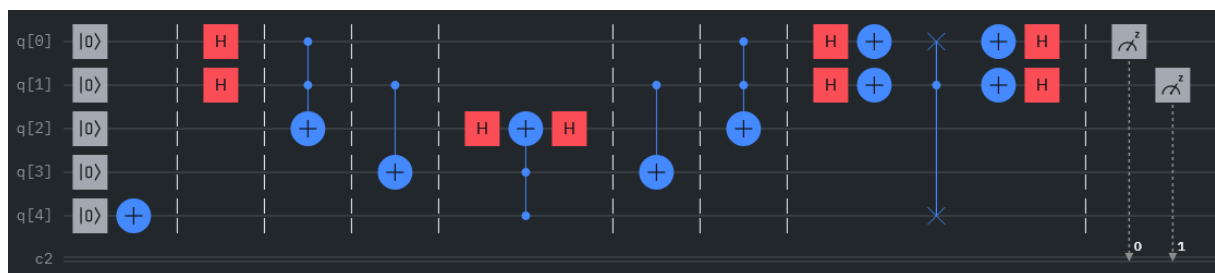 q[0] |0⟩ H H H
q[1] |0⟩ H H H
q[2] |0⟩ H H
q[3] |0⟩
q[4] |0⟩
c2 0 1
z
z